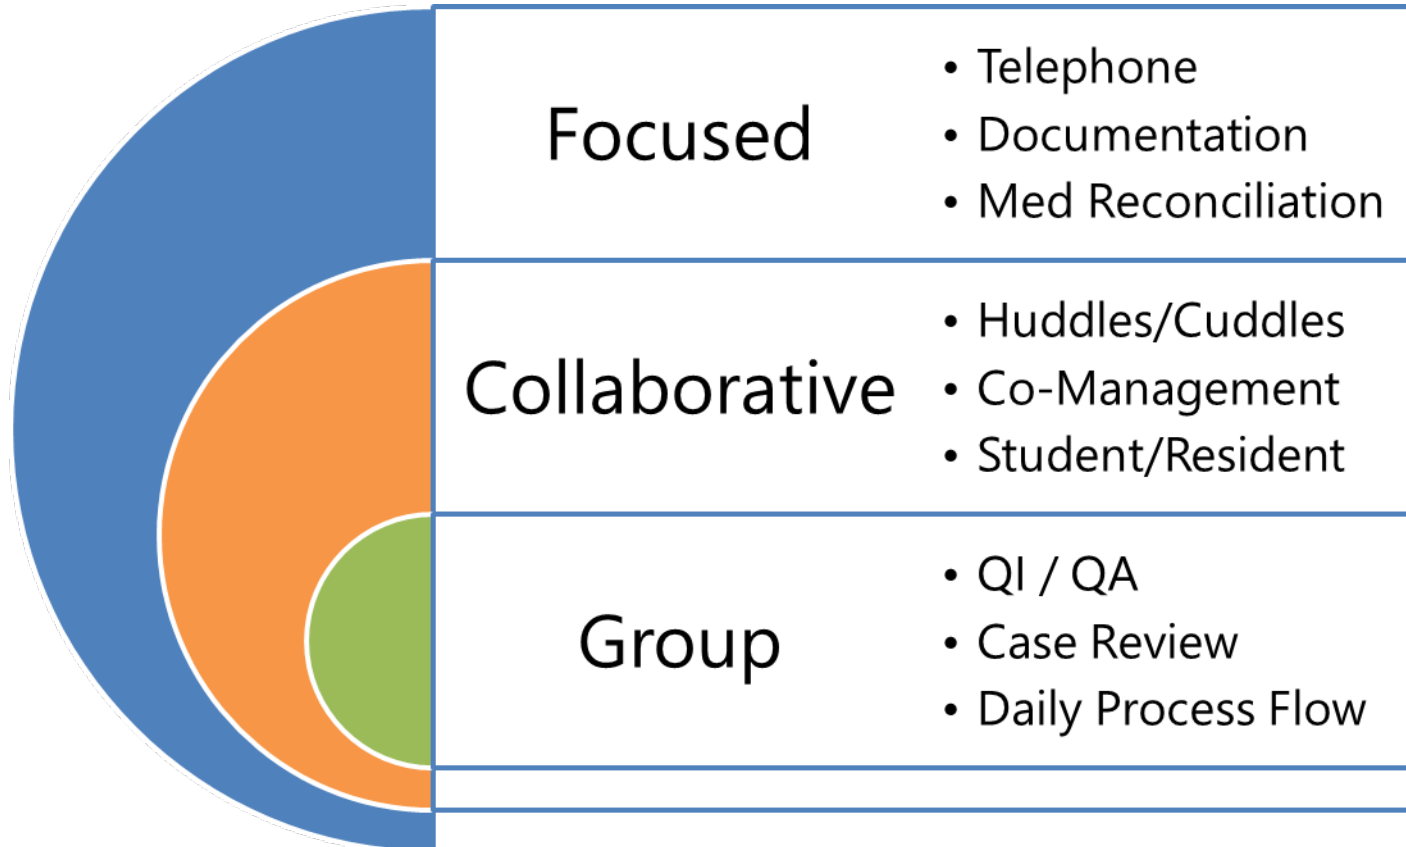 Focused
• Telephone
• Documentation
• Med Reconciliation
Collaborative
• Huddles/Cuddles
• Co-Management
• Student/Resident
Group
• QI / QA
• Case Review
• Daily Process Flow